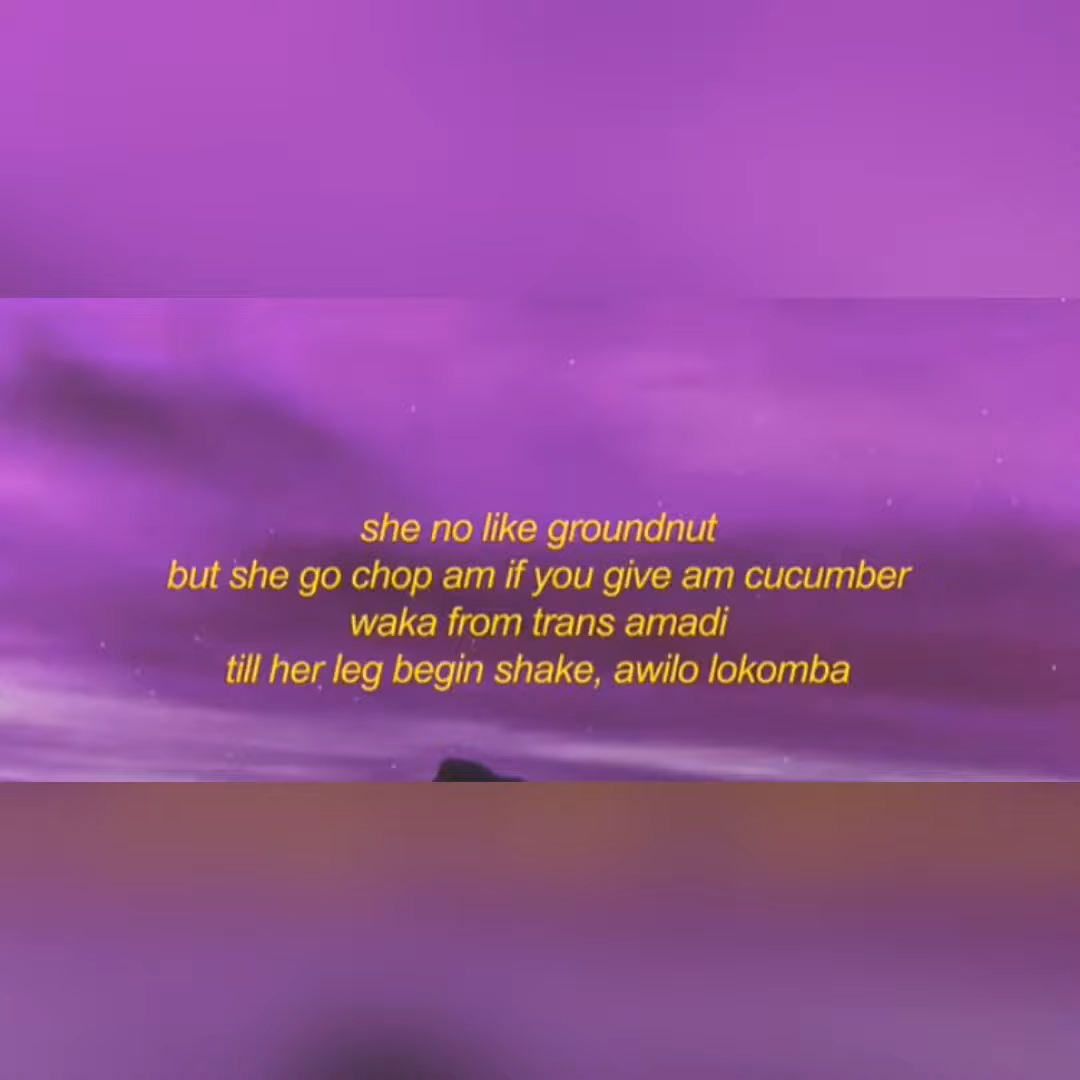 she no like groundnut
but she go chop am if you give am cucumber
waka from trans amadi
till her leg begin shake, awilo lokomba